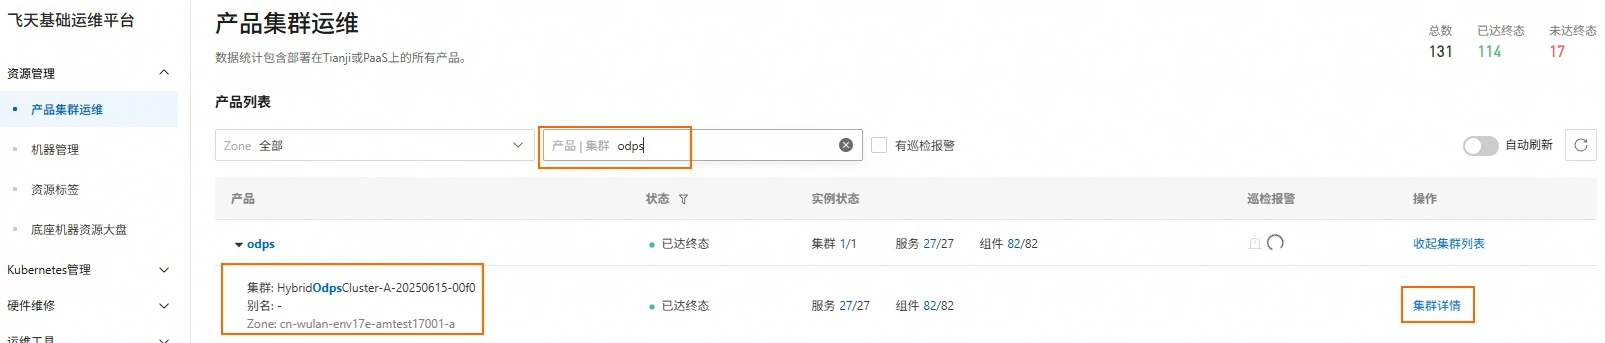 飞天基础运维平台
资源管理
产品集群运维
机器管理
资源标签
底座机器资源大盘
Kubernetes管理
硬件维修
运维工具
产品集群运维
数据统计包含部署在Tianji或PaaS上的所有产品。
总数 已达终态 未达终态
131 114 17
产品列表
Zone 全部 产品 | 集群 odps 有巡检报警 自动刷新
产品 状态 实例状态 巡检报警 操作
odps 已达终态 集群 1/1 服务 27/27 组件 82/82 收起集群列表
集群: HybridOdpsCluster-A-20250615-00f0
别名: -
Zone: cn-wulan-env17e-amtest17001-a
已达终态 服务 27/27 组件 82/82 集群详情